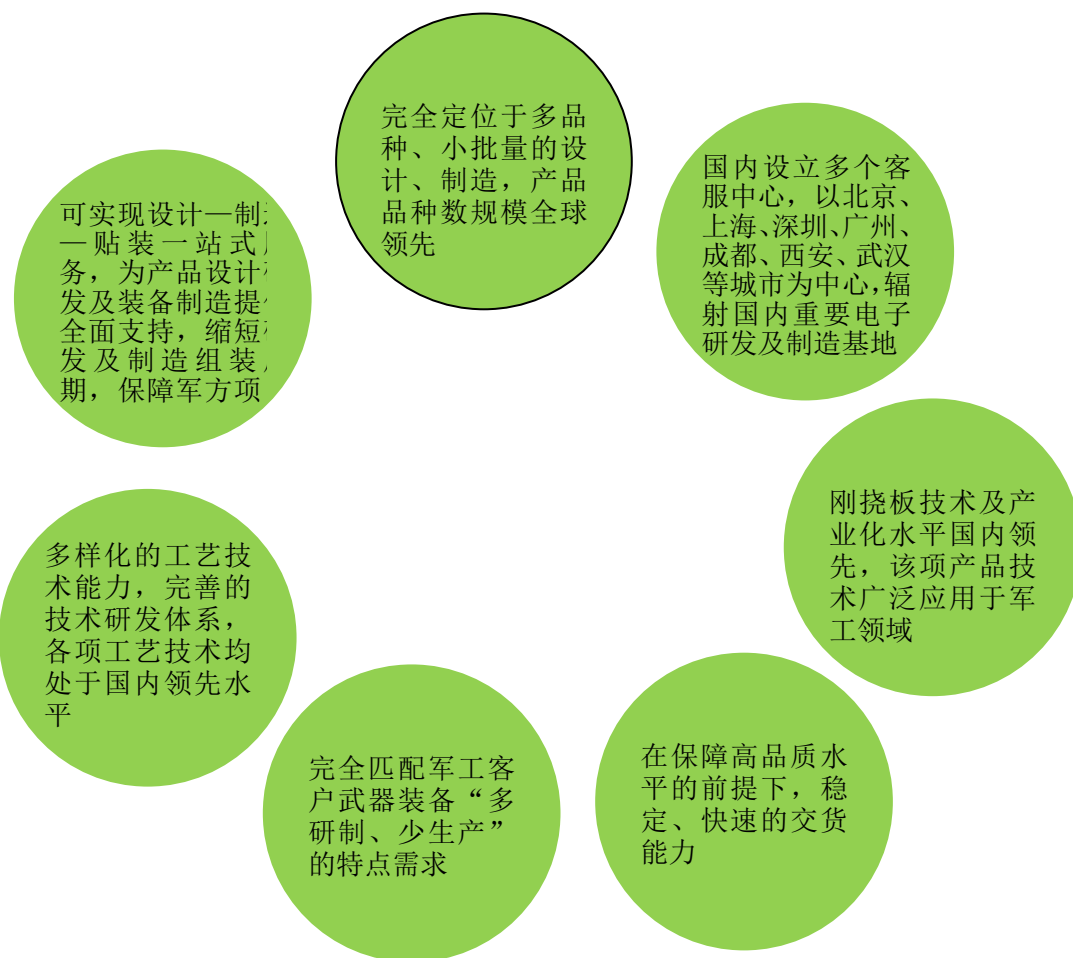 完全定位于多品
种、小批量的设
计、制造，产品
品种数规模全球
领先
国内设立多个客
服中心，以北京、
上海、深圳、广州、
成都、西安、武汉
等城市为中心，辐
射国内重要电子
研发及制造基地
刚挠板技术及产
业化水平国内领
先，该项产品技
术广泛应用于军
工领域
在保障高品质水
平的前提下，稳
定、快速的交货
能力
完全匹配军工客
户武器装备“多
研制、少生产”
的特点需求
多样化的工艺技
术能力，完善的
技术研发体系，
各项工艺技术均
处于国内领先水
平
可实现设计—制
—贴装一站式
务，为产品设计
发及装备制造提
全面支持，缩短
发及制造组装
期，保障军方项